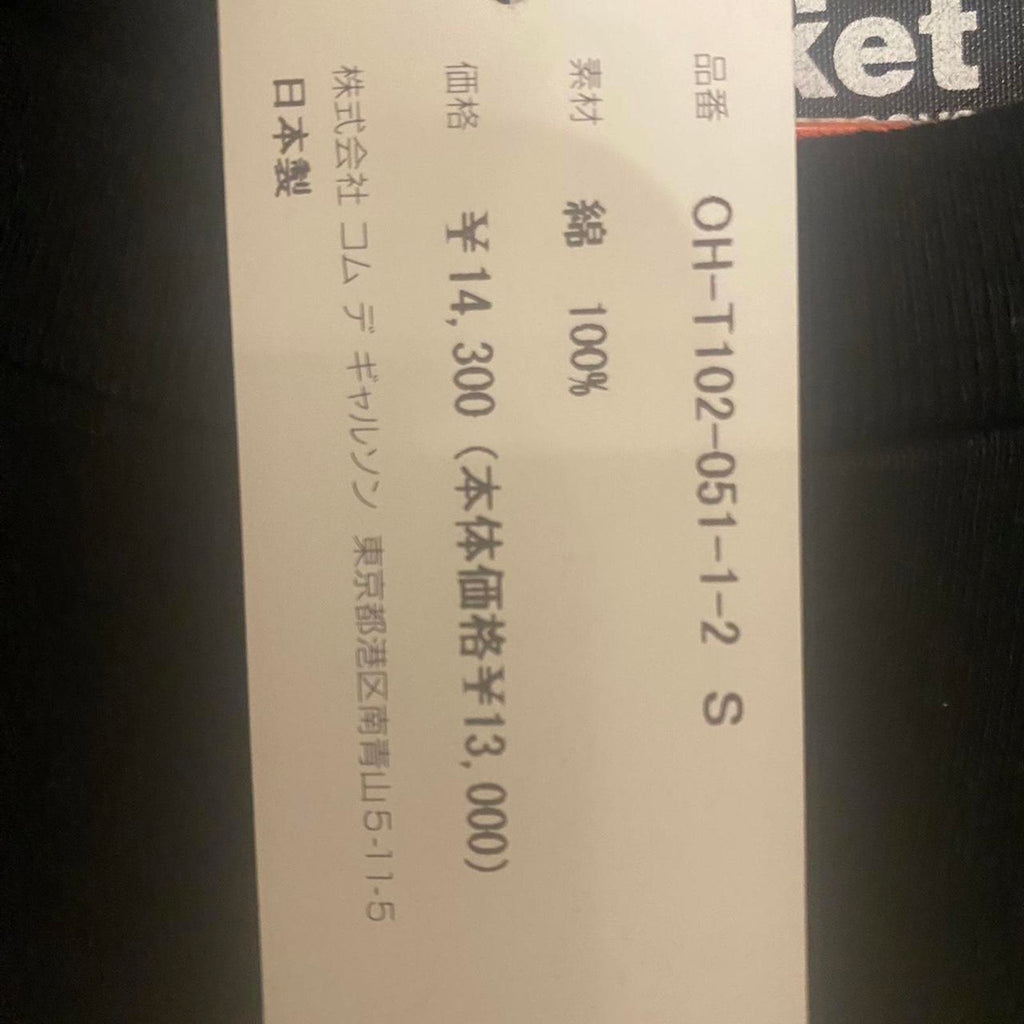 品番 OH-T102-051-1-2 S
素材 綿 100%
価格 ¥14,300 (本体価格¥13,000)
株式会社 コム デ ギャルソン 東京都港区南青山5-11-5
日本製
ket